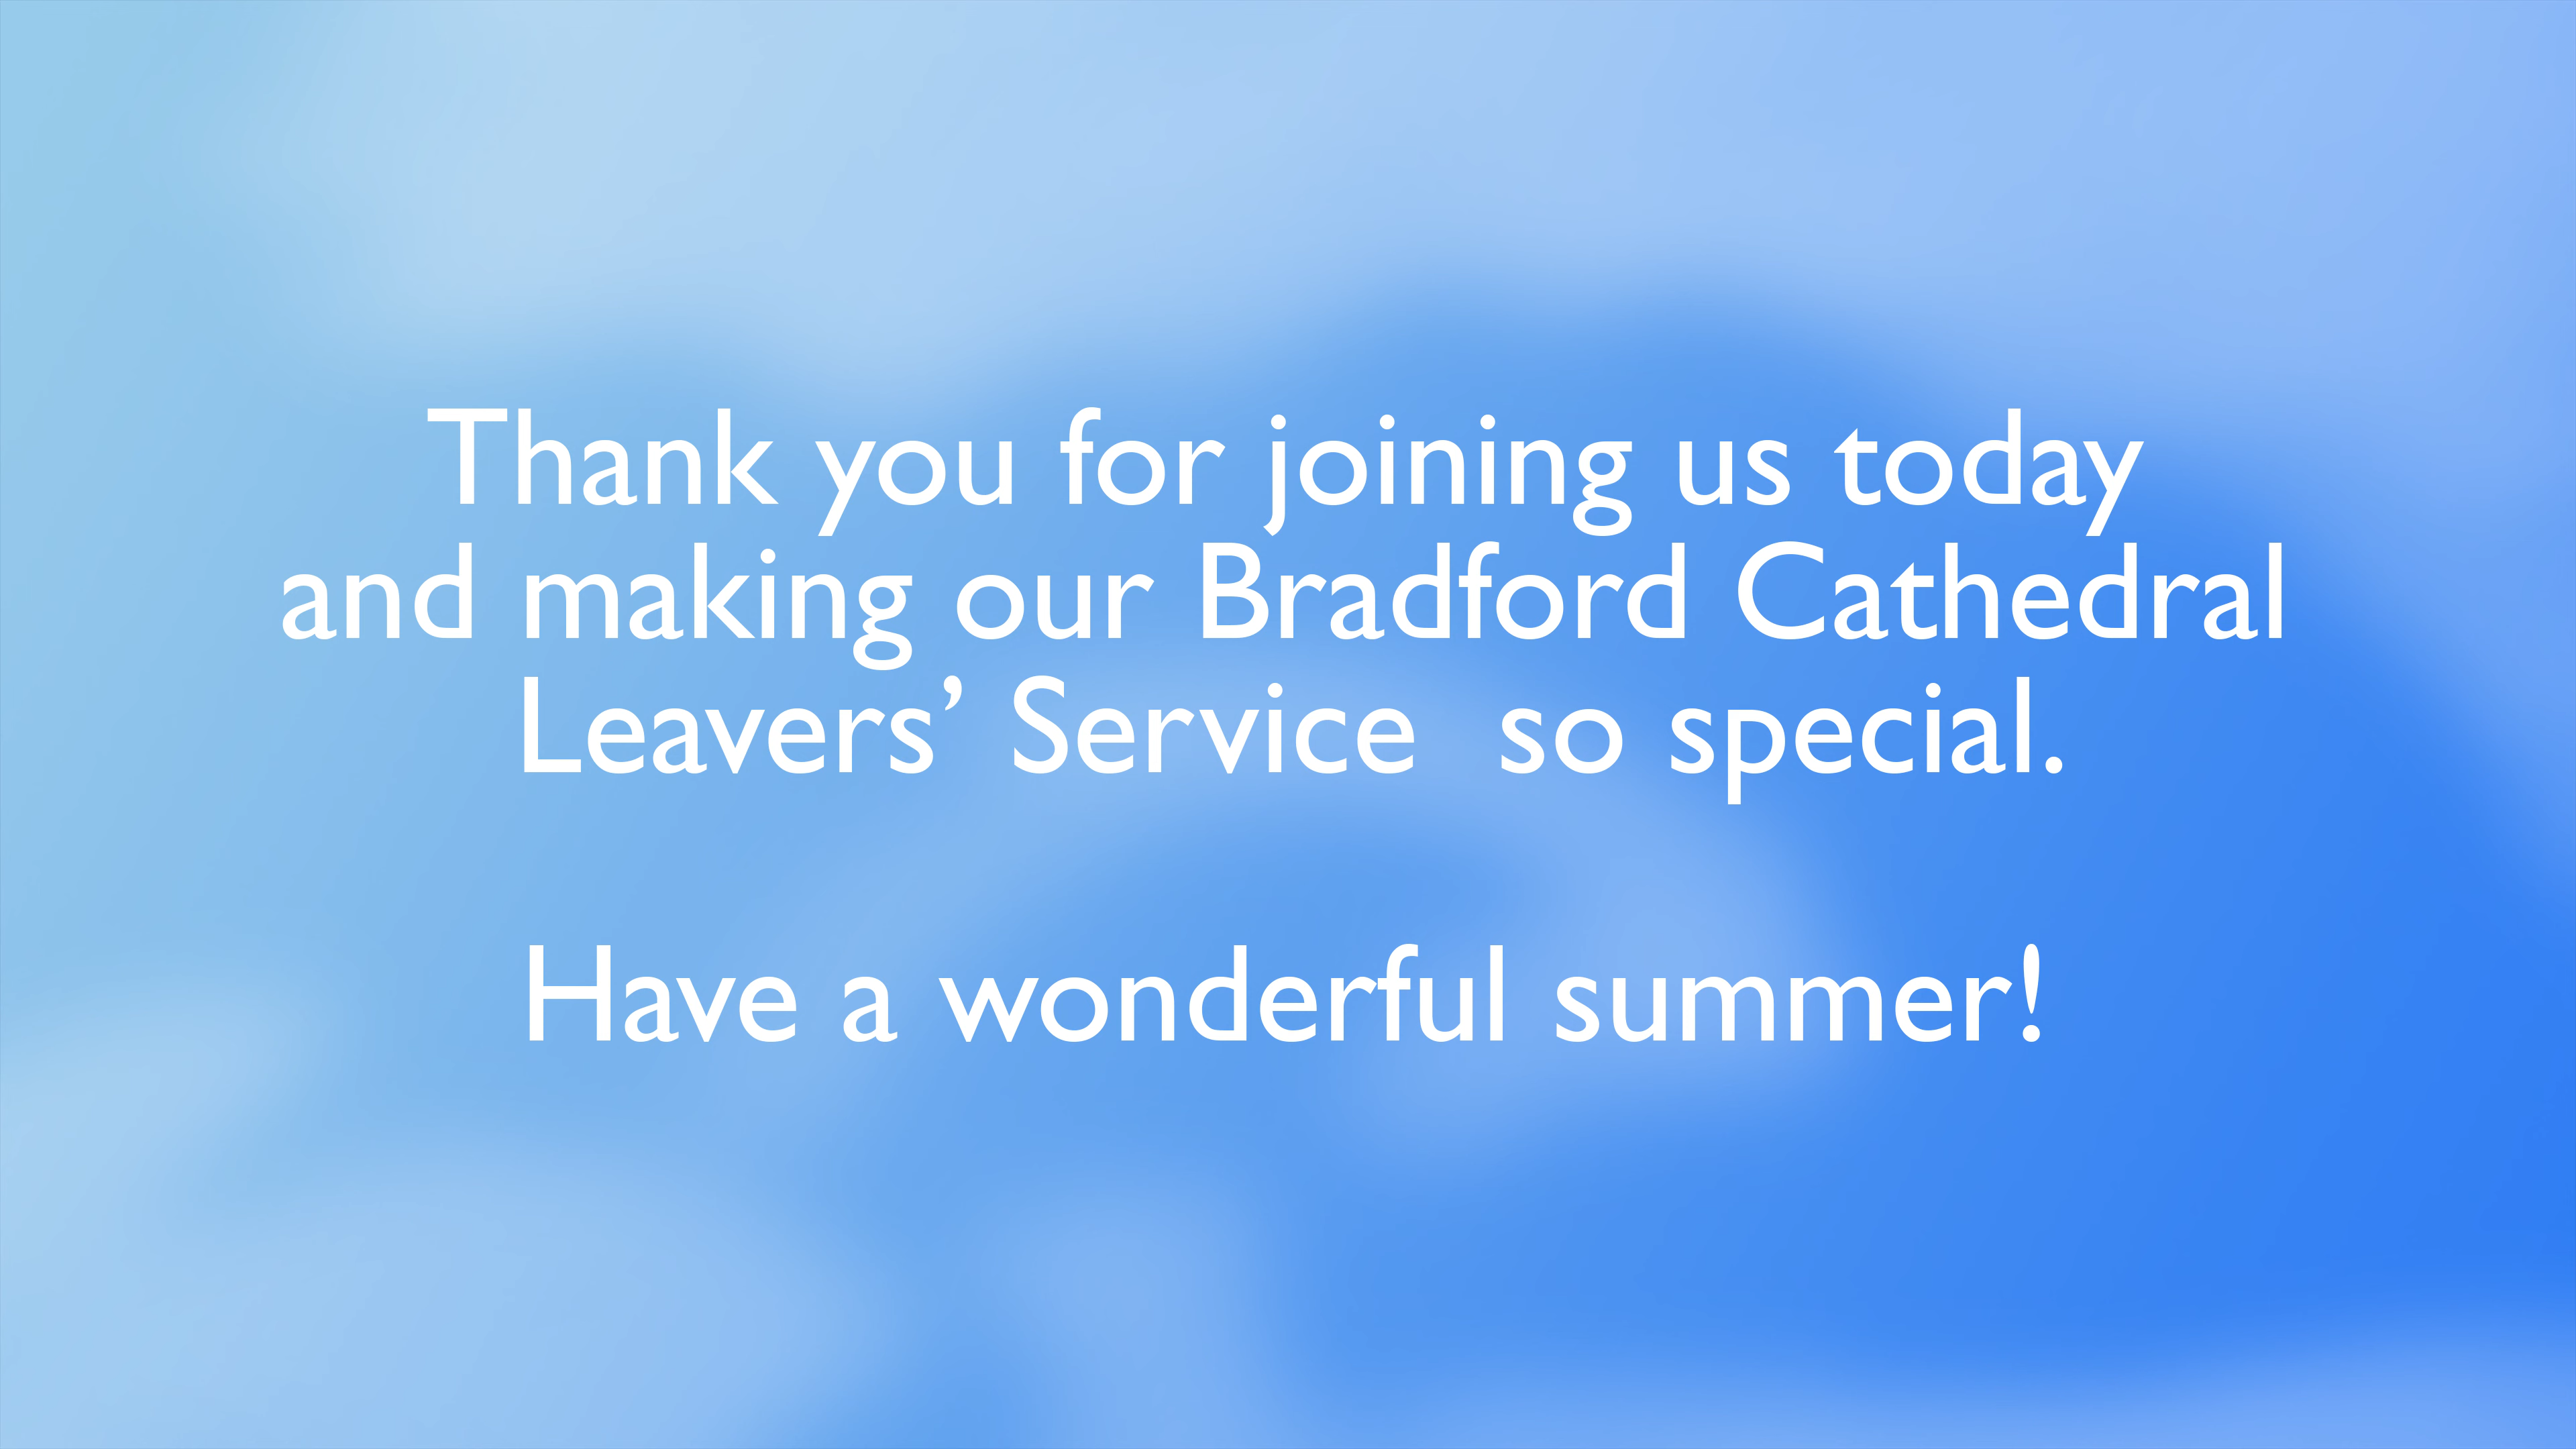 Thank you for joining us today
and making our Bradford Cathedral
Leavers’ Service  so special.
Have a wonderful summer!